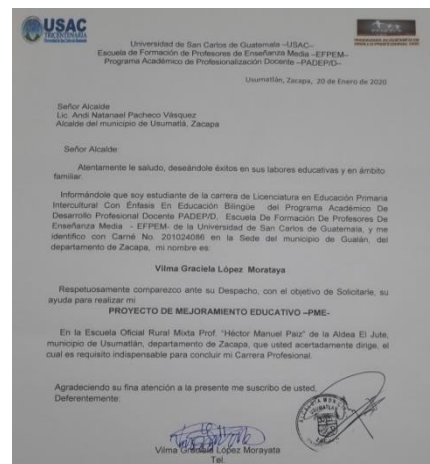 USAC
TRICENTENARIA
Universidad de San Carlos de Guatemala –USAC–
Escuela de Formación de Profesores de Enseñanza Media –EFPEM–
Programa Académico de Profesionalización Docente –PADEP/D–
Usumatlán, Zacapa, 20 de Enero de 2020
Señor Alcalde
Lic. Andi Natanael Pacheco Vásquez
Alcalde del municipio de Usumatlá, Zacapa
Señor Alcalde:
Atentamente le saludo, deseándole éxitos en sus labores educativas y en ámbito
familiar.
Informándole que soy estudiante de la carrera de Licenciatura en Educación Primaria
Intercultural Con Énfasis En Educación Bilingüe del Programa Académico De
Desarrollo Profesional Docente PADEP/D, Escuela De Formación De Profesores De
Enseñanza Media - EFPEM- de la Universidad de San Carlos de Guatemala, y me
identifico con Carné No. 201024086 en la Sede del municipio de Gualán, del
departamento de Zacapa, mi nombre es:
Vilma Graciela López Morataya
Respetuosamente comparezco ante su Despacho, con el objetivo de Solicitarle, su
ayuda para realizar mi
PROYECTO DE MEJORAMIENTO EDUCATIVO –PME-
En la Escuela Oficial Rural Mixta Prof. "Héctor Manuel Paiz" de la Aldea El Jute,
municipio de Usumatlán, departamento de Zacapa, que usted acertadamente dirige, el
cual es requisito indispensable para concluir mi Carrera Profesional.
Agradeciendo su fina atención a la presente me suscribo de usted.
Deferentemente:
Vilma Graciela López Morayata
Tel.